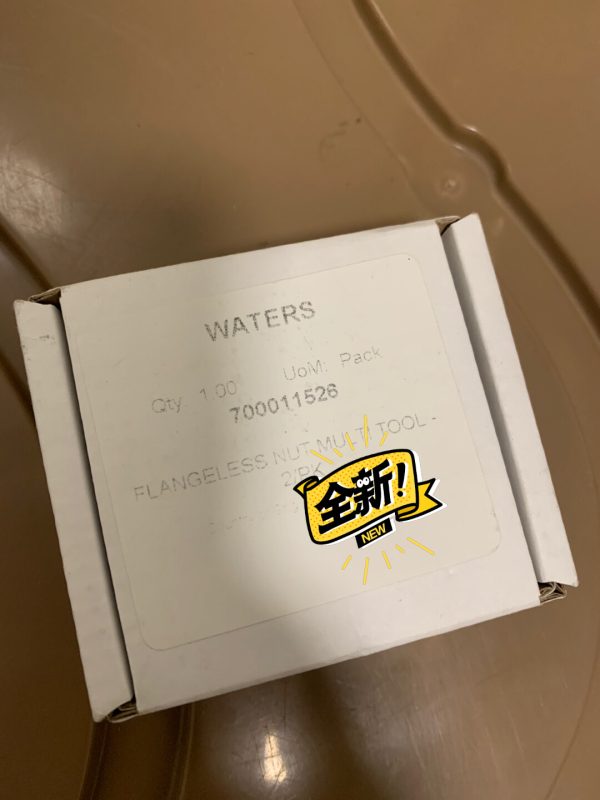 WATERS
Qty: 1.00 UoM: Pack
700011526
FLANGELESS NUT MULTI TOOL -
2/PK
全新!
NEW